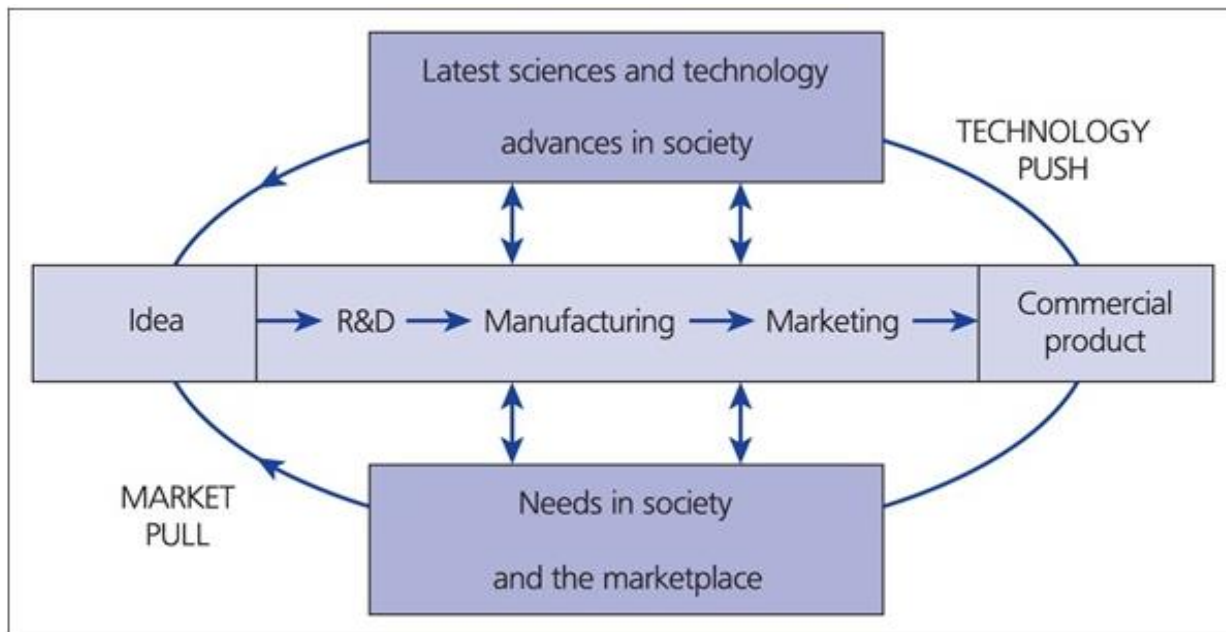 Latest sciences and technology
advances in society
TECHNOLOGY
PUSH
Idea
R&D
Manufacturing
Marketing
Commercial
product
MARKET
PULL
Needs in society
and the marketplace